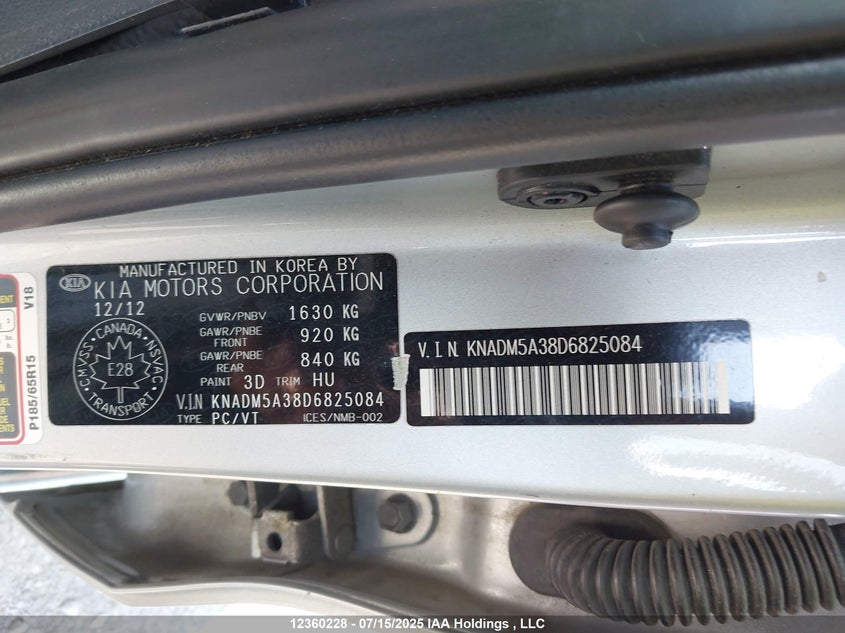 MANUFACTURED IN KOREA BY
KIA
KIA MOTORS CORPORATION
12/12
GVWR/PNBV 1630 KG
GAWR/PNBE FRONT 920 KG
GAWR/PNBE REAR 840 KG
PAINT 3D TRIM HU
V.I.N KNADM5A38D6825084
TYPE PC/VT ICES/NMB-002
CANADA
CMVSS
NSVAC
E28
TRANSPORT
V.I.N. KNADM5A38D6825084
V18
P185/65R15
12360228 - 07/15/2025 IAA Holdings , LLC